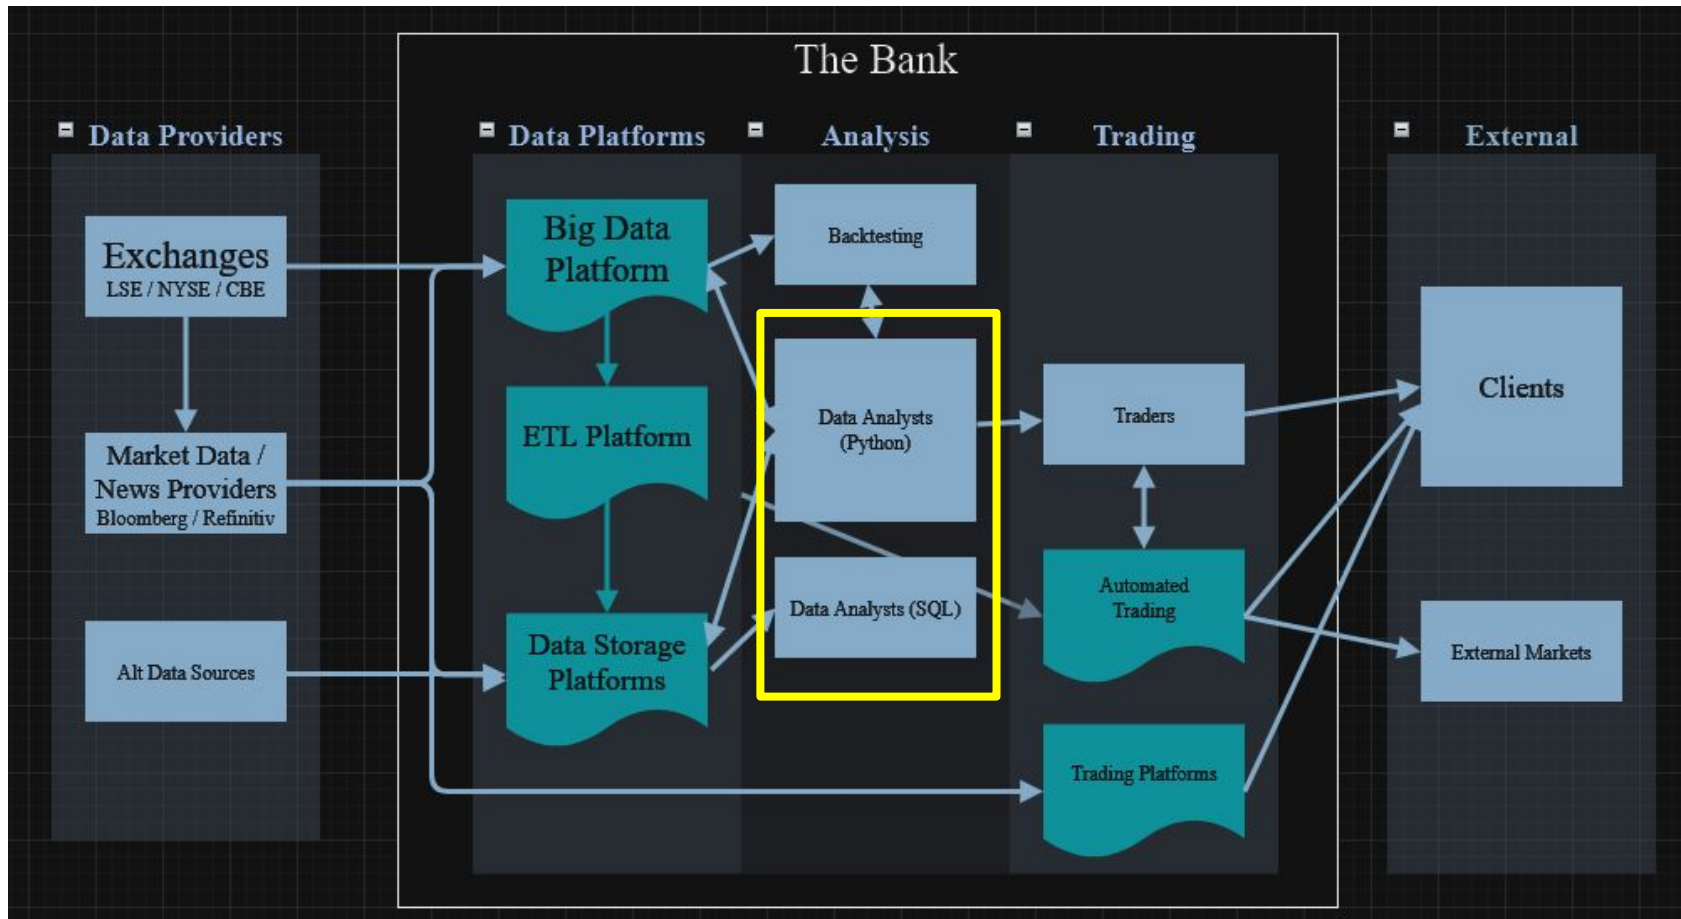 The Bank
Data Providers
Exchanges
LSE / NYSE / CBE
Market Data /
News Providers
Bloomberg / Refinitiv
Alt Data Sources
Data Platforms
Big Data
Platform
ETL Platform
Data Storage
Platforms
Analysis
Backtesting
Data Analysts
(Python)
Data Analysts (SQL)
Trading
Traders
Automated
Trading
Trading Platforms
External
Clients
External Markets